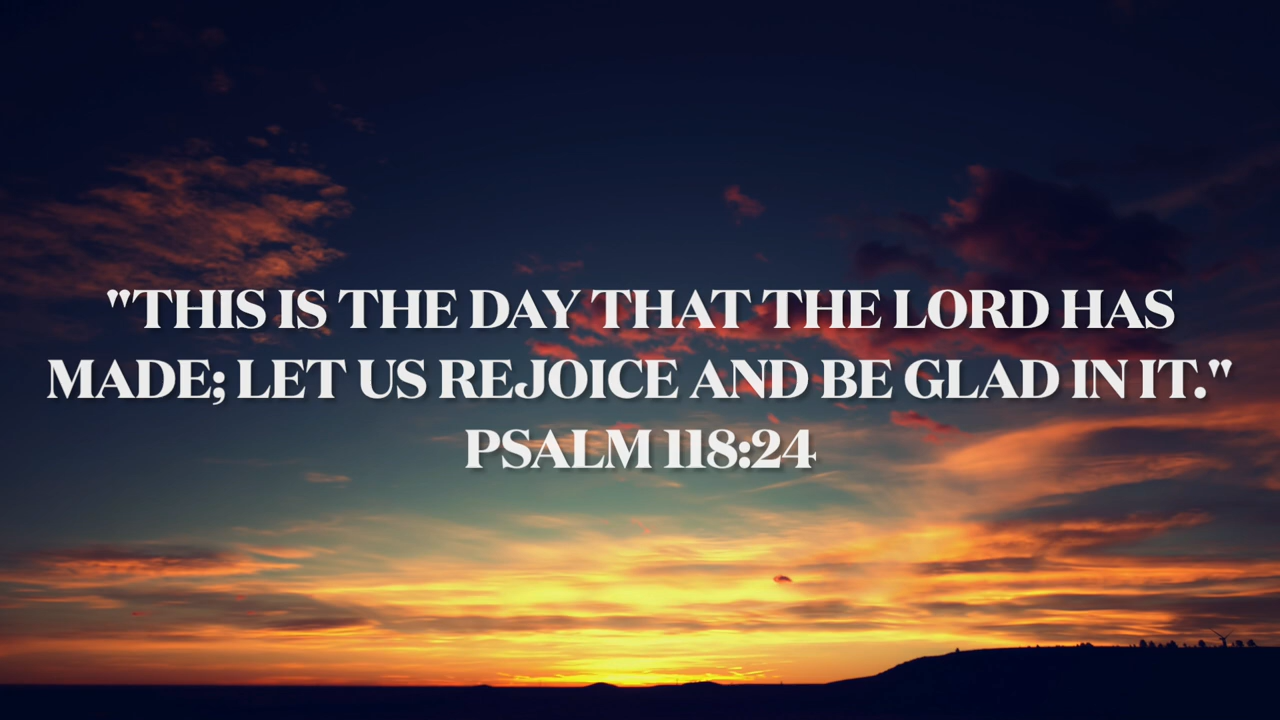 "THIS IS THE DAY THAT THE LORD HAS
MADE; LET US REJOICE AND BE GLAD IN IT."
PSALM 118:24